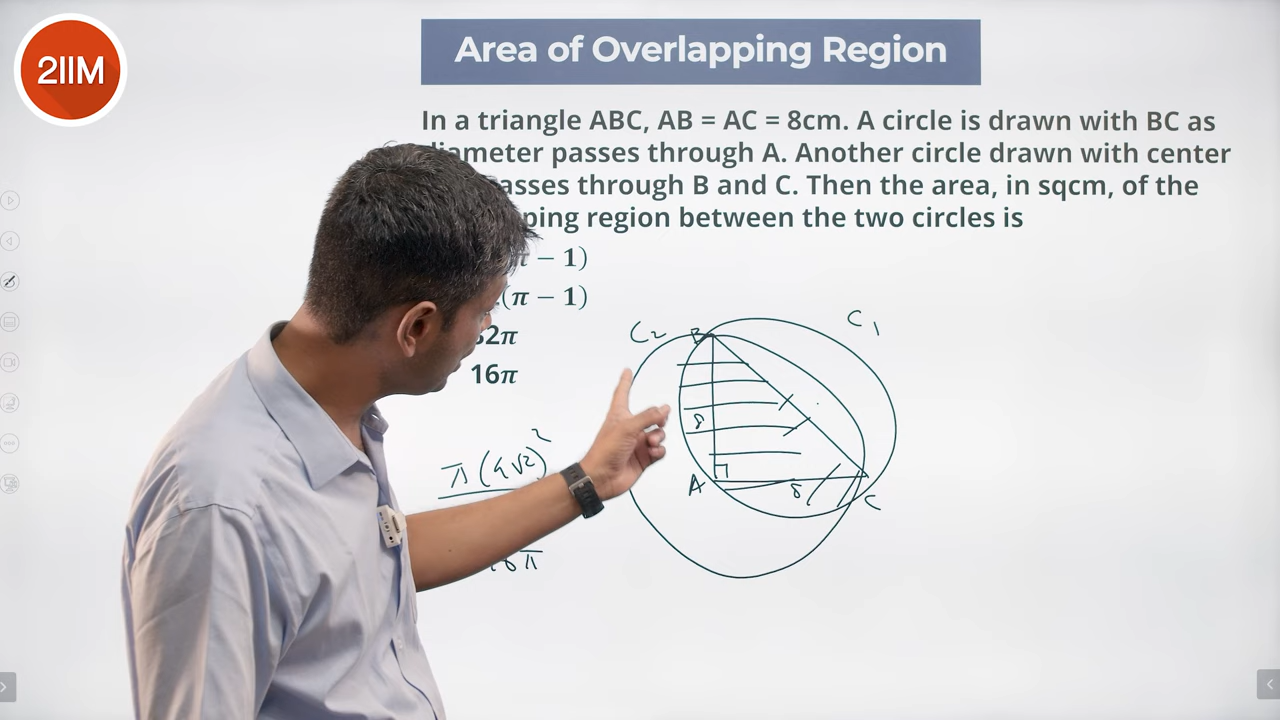 2IIM
Area of Overlapping Region
In a triangle ABC, AB = AC = 8cm. A circle is drawn with BC as
diameter passes through A. Another circle drawn with center
passes through B and C. Then the area, in sqcm, of the
ping region between the two circles is
π − 1)
(π − 1)
32π
16π
C₂ B C₁
8
π(4√2)²
A 8 C
π